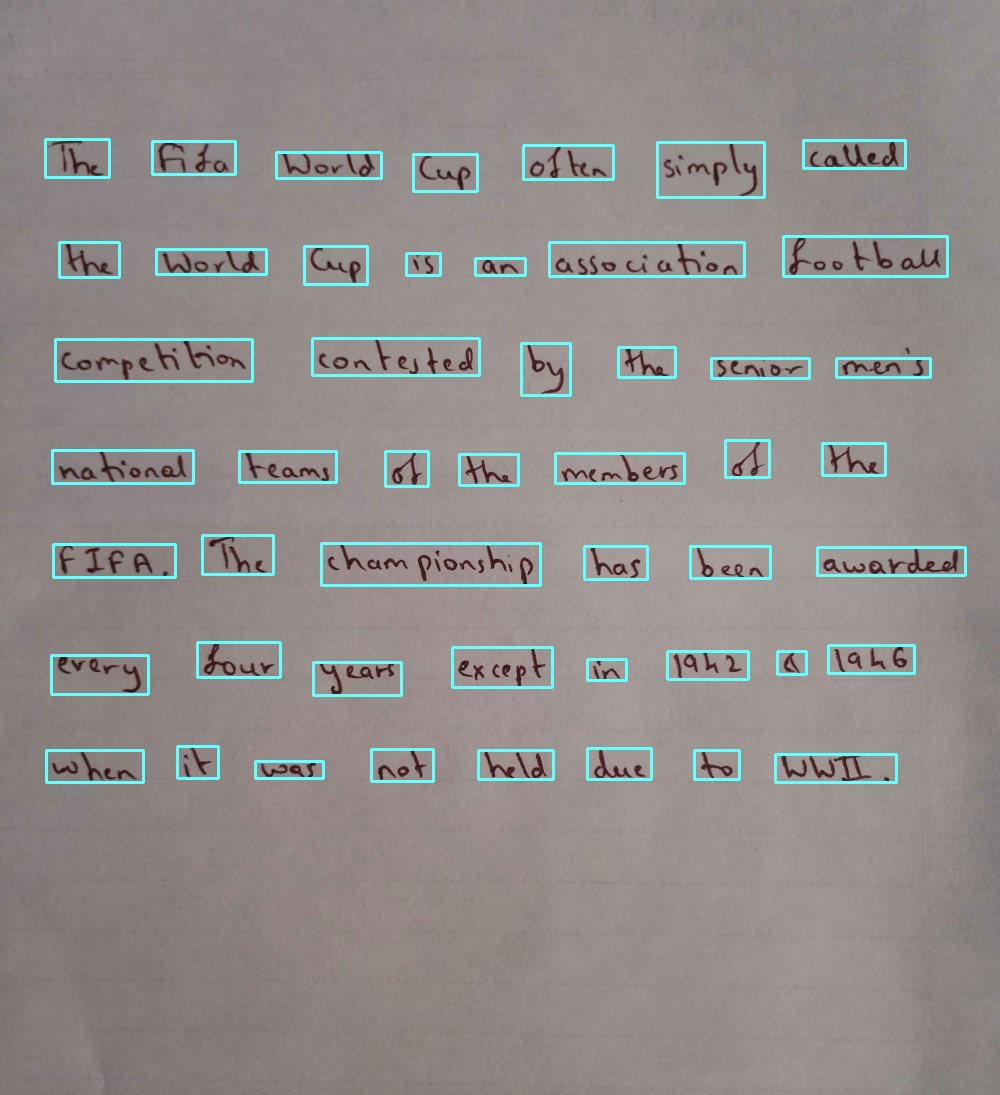 The Fifa World Cup often simply called
the World Cup is an association football
competition contested by the senior men's
national teams of the members of the
FIFA. The championship has been awarded
every four years except in 1942 & 1946
when it was not held due to WWII.